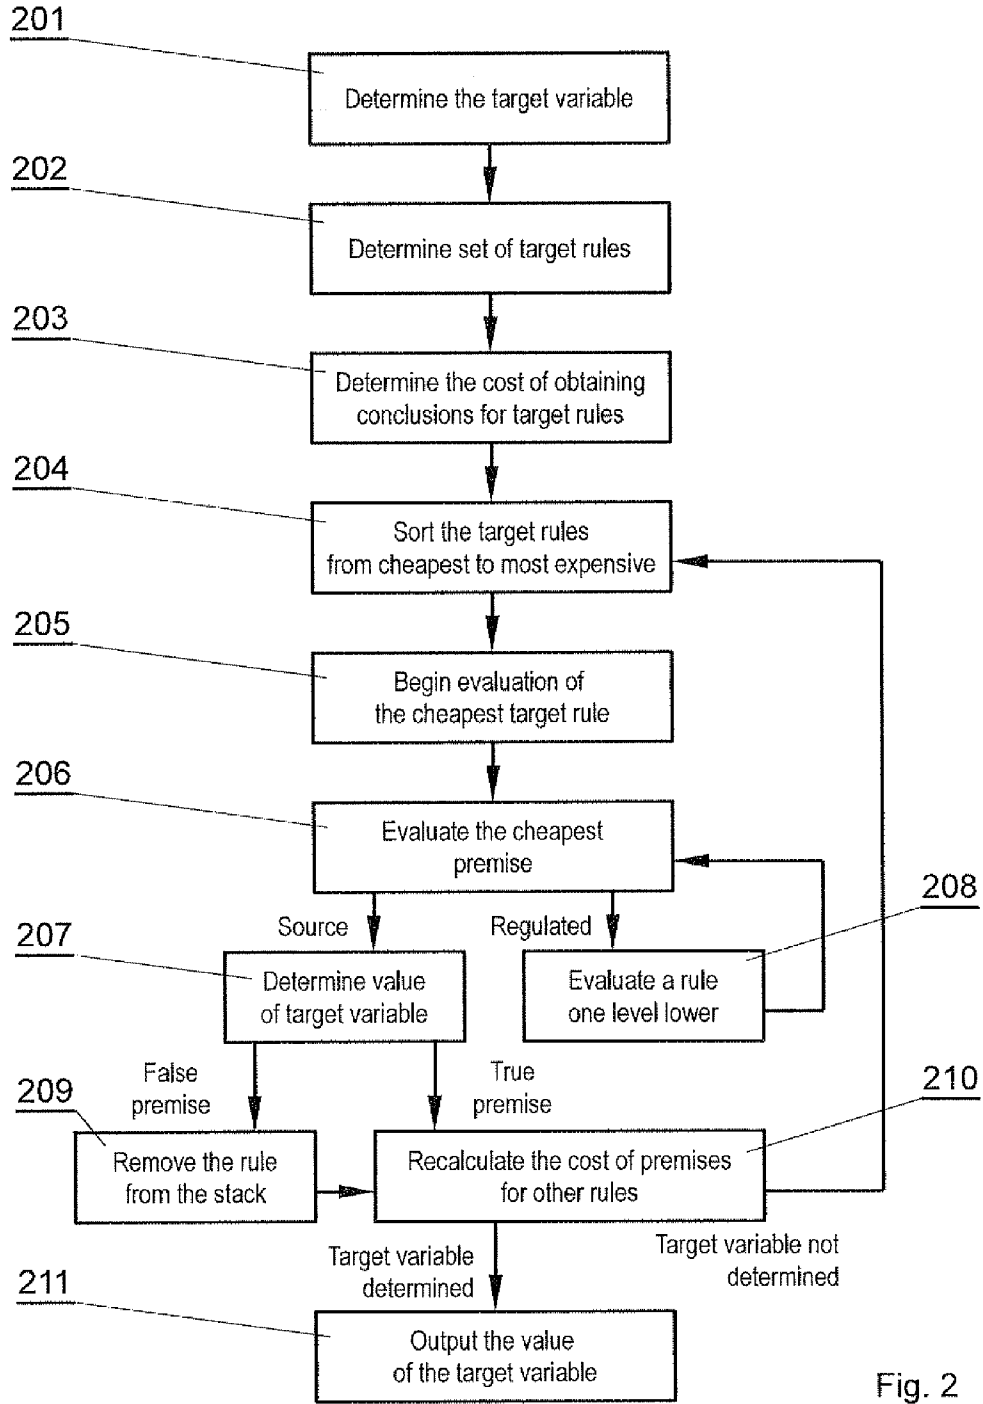 201
Determine the target variable
202
Determine set of target rules
203
Determine the cost of obtaining
conclusions for target rules
204
Sort the target rules
from cheapest to most expensive
205
Begin evaluation of
the cheapest target rule
206
Evaluate the cheapest
premise
208
Source
Regulated
207
Determine value
of target variable
Evaluate a rule
one level lower
False
premise
True
premise
209
210
Remove the rule
from the stack
Recalculate the cost of premises
for other rules
Target variable
determined
Target variable not
determined
211
Output the value
of the target variable
Fig. 2